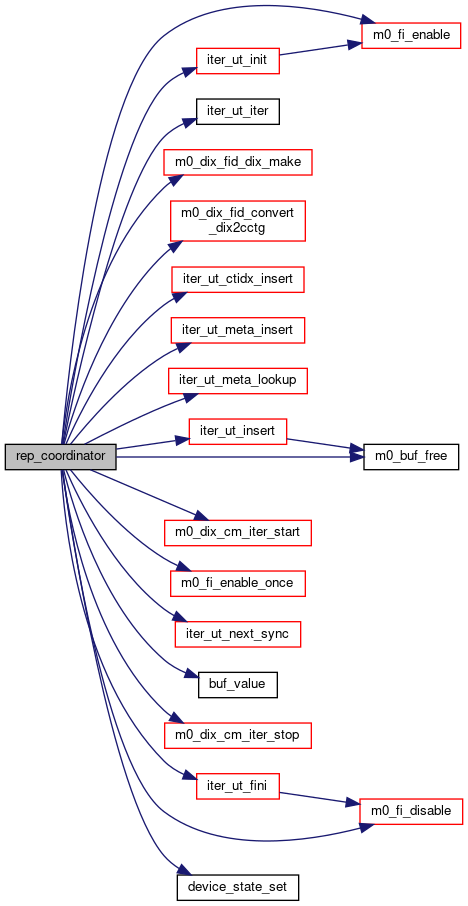 m0_fi_enable
iter_ut_init
iter_ut_iter
m0_dix_fid_dix_make
m0_dix_fid_convert
_dix2cctg
iter_ut_ctidx_insert
iter_ut_meta_insert
iter_ut_meta_lookup
iter_ut_insert
rep_coordinator
m0_buf_free
m0_dix_cm_iter_start
m0_fi_enable_once
iter_ut_next_sync
buf_value
m0_dix_cm_iter_stop
iter_ut_fini
m0_fi_disable
device_state_set